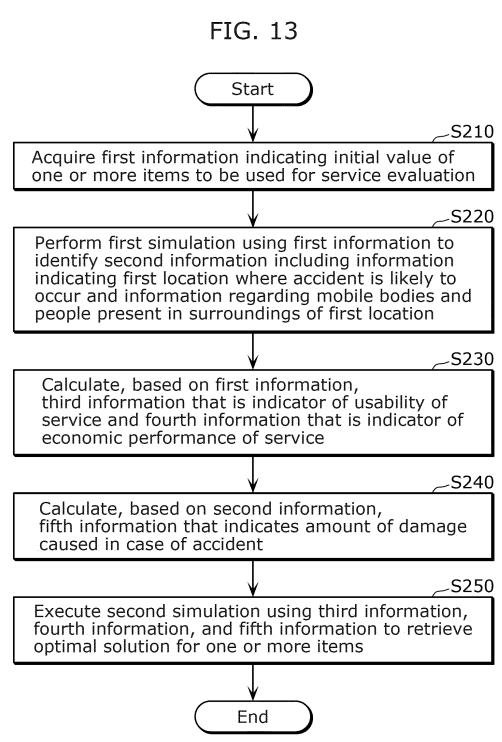 FIG. 13
Start
S210
Acquire first information indicating initial value of
one or more items to be used for service evaluation
S220
Perform first simulation using first information to
identify second information including information
indicating first location where accident is likely to
occur and information regarding mobile bodies and
people present in surroundings of first location
S230
Calculate, based on first information,
third information that is indicator of usability of
service and fourth information that is indicator of
economic performance of service
S240
Calculate, based on second information,
fifth information that indicates amount of damage
caused in case of accident
S250
Execute second simulation using third information,
fourth information, and fifth information to retrieve
optimal solution for one or more items
End